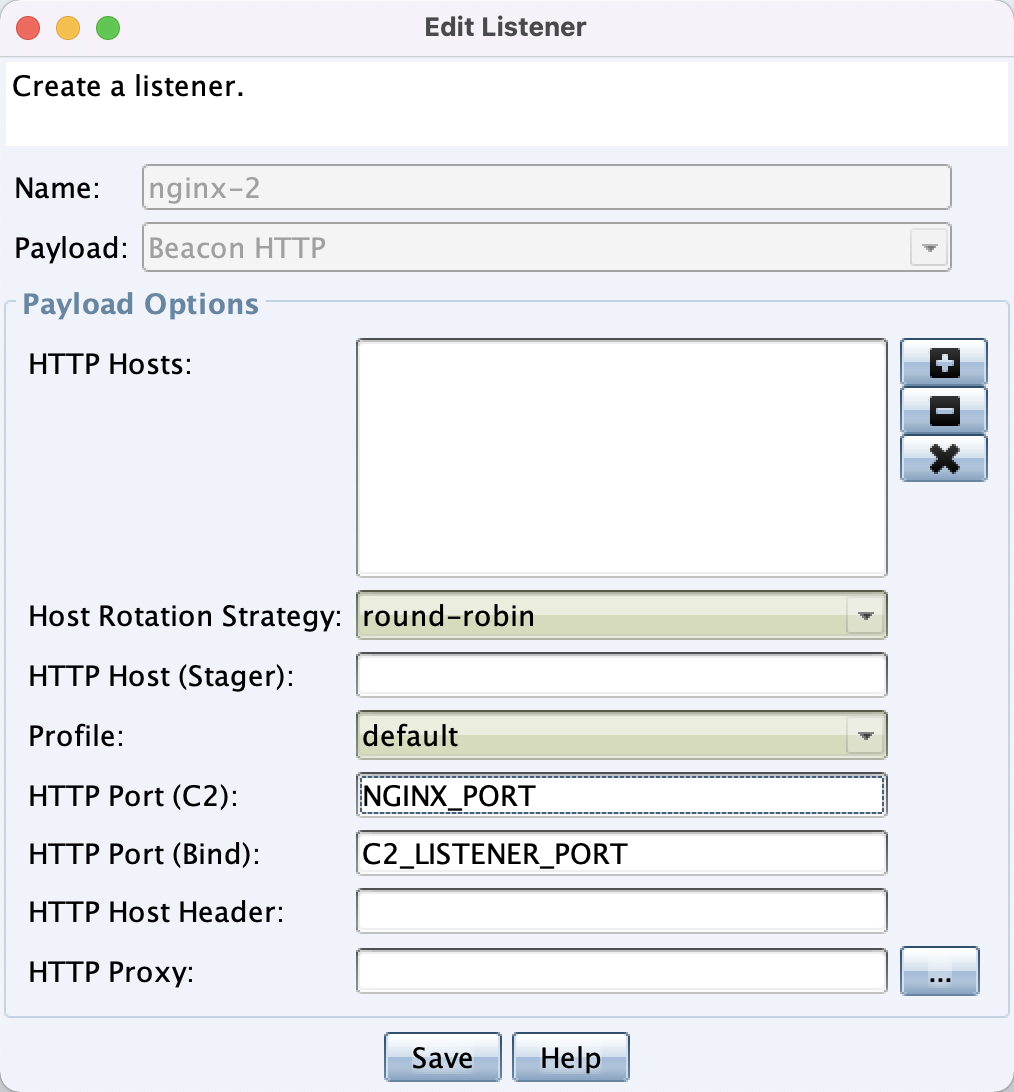 Edit Listener
Create a listener.
Name: nginx-2
Payload: Beacon HTTP
Payload Options
HTTP Hosts:
Host Rotation Strategy: round-robin
HTTP Host (Stager):
Profile: default
HTTP Port (C2): NGINX_PORT
HTTP Port (Bind): C2_LISTENER_PORT
HTTP Host Header:
HTTP Proxy: ...
Save Help